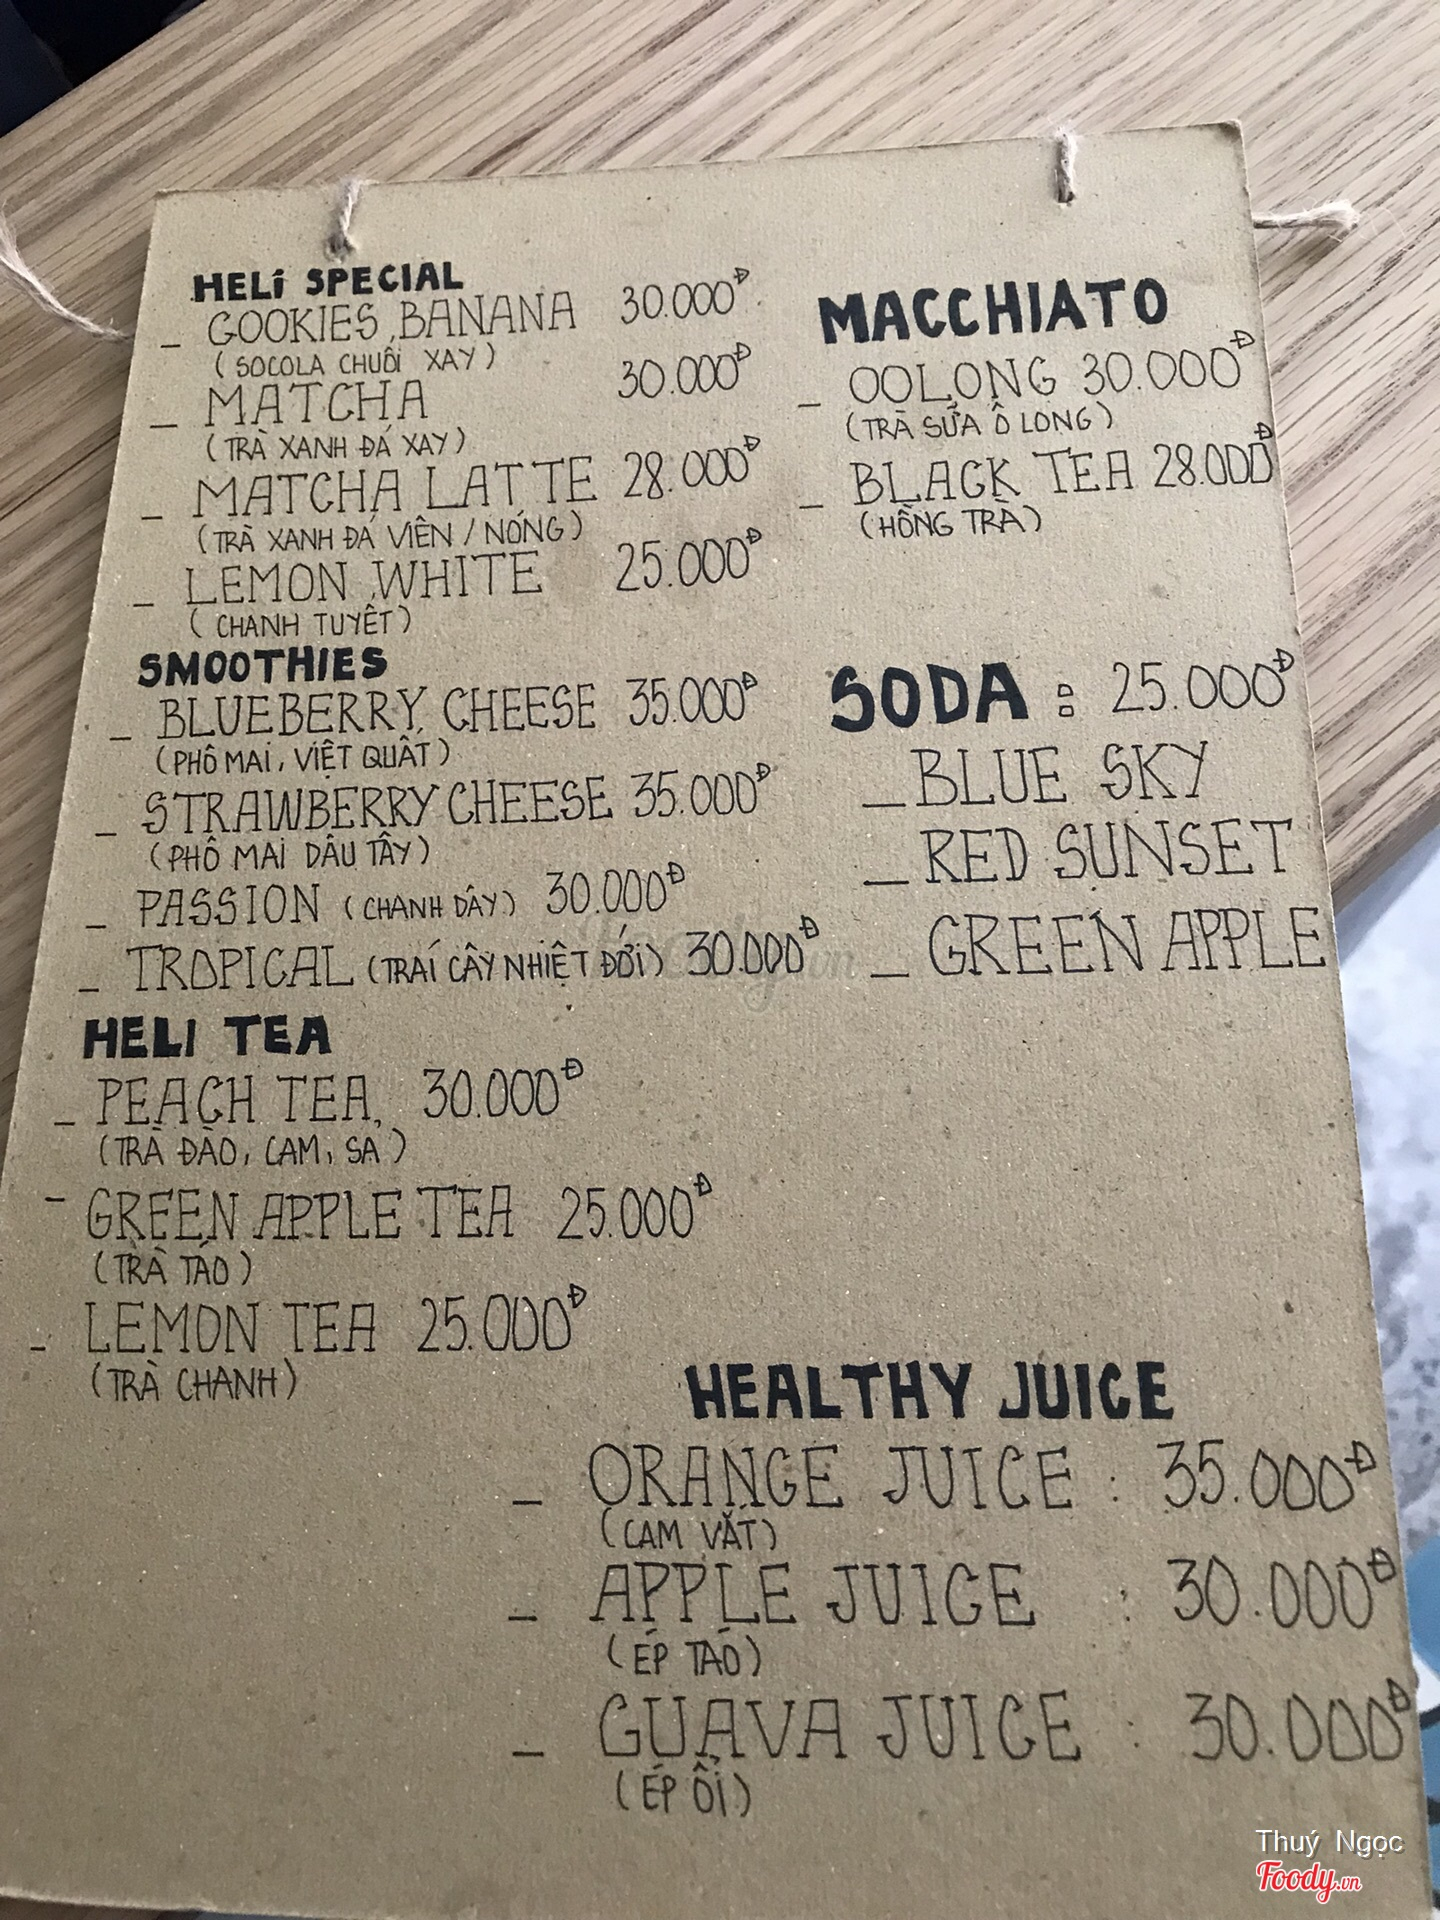 HELI SPECIAL
_ COOKIES, BANANA 30.000Đ
(SOCOLA CHUỐI XAY)
_ MATCHA 30.000Đ
(TRÀ XANH ĐÁ XAY)
_ MATCHA LATTE 28.000Đ
(TRÀ XANH ĐÁ VIÊN / NÓNG)
_ LEMON WHITE 25.000Đ
(CHANH TUYẾT)
SMOOTHIES
_ BLUEBERRY, CHEESE 35.000Đ
(PHÔ MAI, VIỆT QUẤT)
_ STRAWBERRY CHEESE 35.000Đ
(PHÔ MAI DÂU TÂY)
_ PASSION (CHANH DÂY) 30.000Đ
_ TROPICAL (TRÁI CÂY NHIỆT ĐỚI) 30.000Đ
HELI TEA
_ PEACH TEA, 30.000Đ
(TRÀ ĐÀO, CAM, SA)
_ GREEN APPLE TEA 25.000Đ
(TRÀ TÁO)
_ LEMON TEA 25.000Đ
(TRÀ CHANH)
MACCHIATO
_ OOLONG 30.000Đ
(TRÀ SỮA Ô LONG)
_ BLACK TEA 28.000Đ
(HỒNG TRÀ)
SODA : 25.000Đ
_ BLUE SKY
_ RED SUNSET
_ GREEN APPLE
HEALTHY JUICE
_ ORANGE JUICE : 35.000Đ
(CAM VẮT)
_ APPLE JUICE : 30.000Đ
(ÉP TÁO)
_ GUAVA JUICE : 30.000Đ
(ÉP ỔI)
Thuý Ngọc
Foody.vn